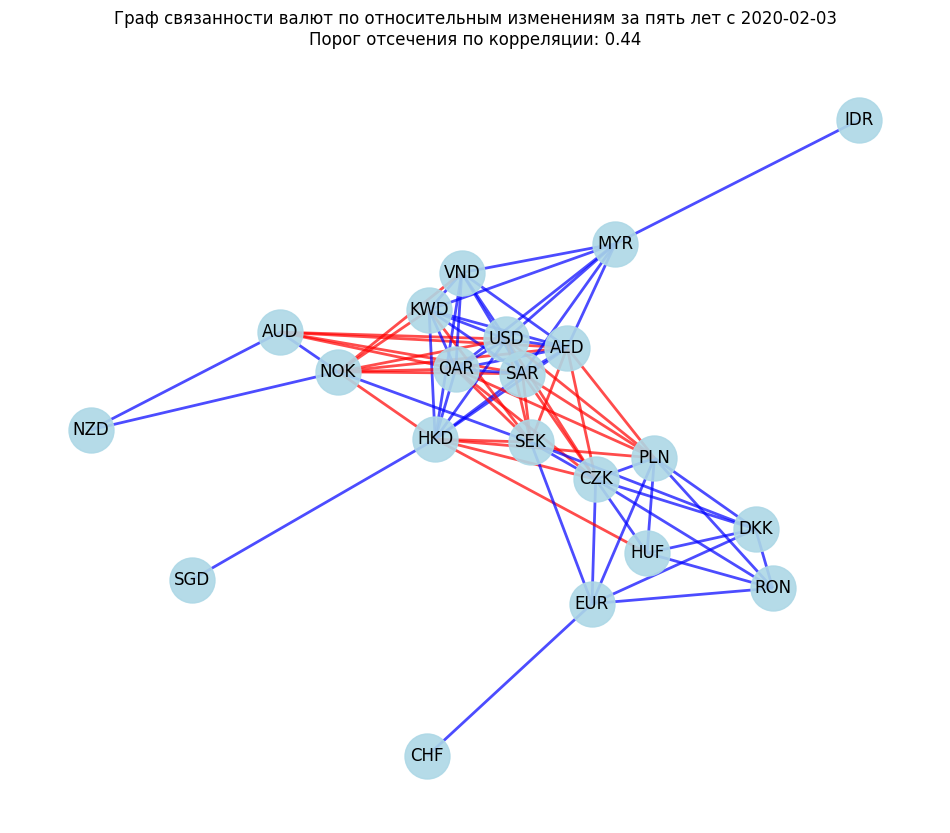 Граф связанности валют по относительным изменениям за пять лет с 2020-02-03
Порог отсечения по корреляции: 0.44
IDR
MYR
VND
KWD
AUD
USD
AED
NOK
QAR
SAR
NZD
HKD
SEK
PLN
CZK
DKK
HUF
SGD
RON
EUR
CHF